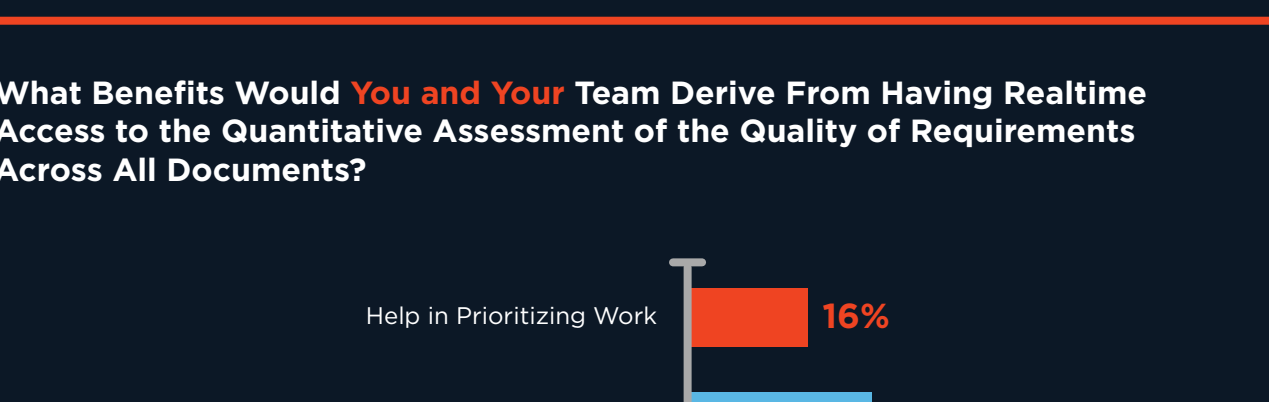 What Benefits Would You and Your Team Derive From Having Realtime
Access to the Quantitative Assessment of the Quality of Requirements
Across All Documents?
Help in Prioritizing Work
16%